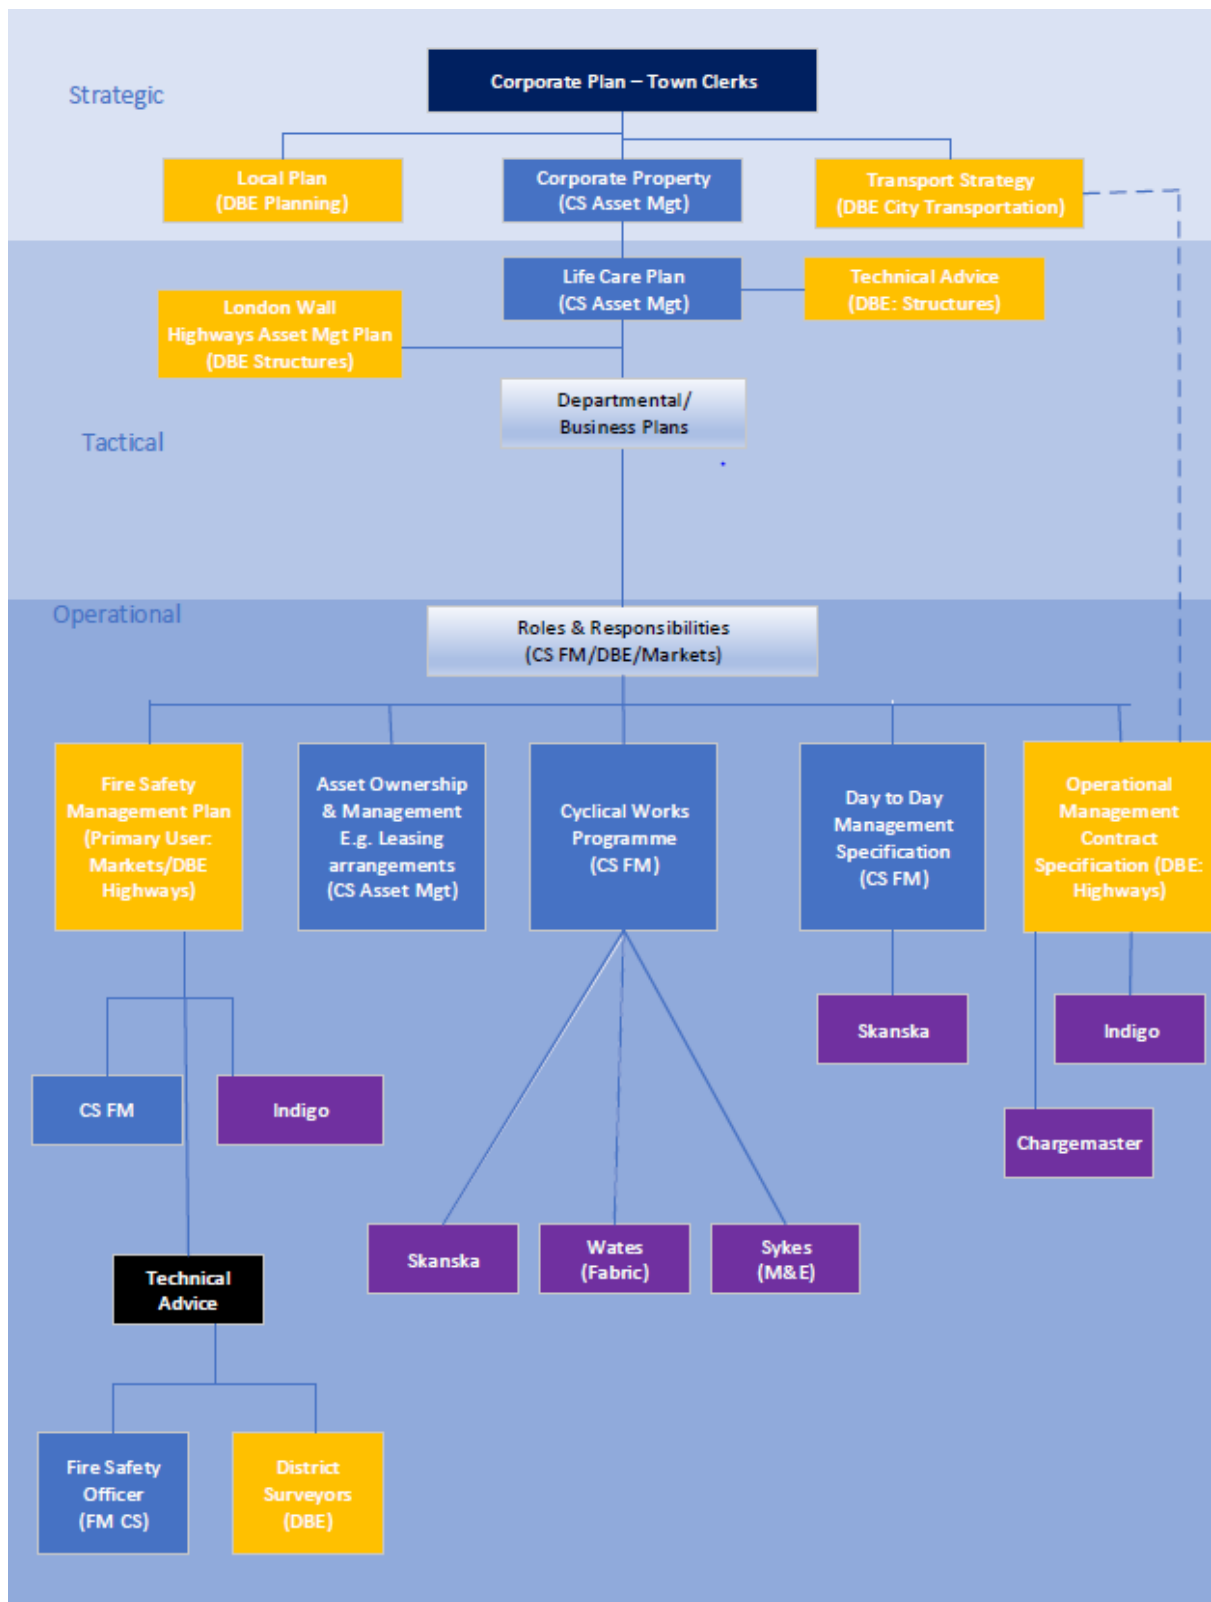 Strategic
Corporate Plan – Town Clerks
Local Plan
(DBE Planning)
Corporate Property
(CS Asset Mgt)
Transport Strategy
(DBE City Transportation)
Life Care Plan
(CS Asset Mgt)
Technical Advice
(DBE: Structures)
London Wall
Highways Asset Mgt Plan
(DBE Structures)
Departmental/
Business Plans
Tactical
Operational
Roles & Responsibilities
(CS FM/DBE/Markets)
Fire Safety
Management Plan
(Primary User:
Markets/DBE
Highways)
Asset Ownership
& Management
E.g. Leasing
arrangements
(CS Asset Mgt)
Cyclical Works
Programme
(CS FM)
Day to Day
Management
Specification
(CS FM)
Operational
Management
Contract
Specification (DBE:
Highways)
Skanska
Indigo
CS FM
Indigo
Chargemaster
Skanska
Wates
(Fabric)
Sykes
(M&E)
Technical
Advice
Fire Safety
Officer
(FM CS)
District
Surveyors
(DBE)